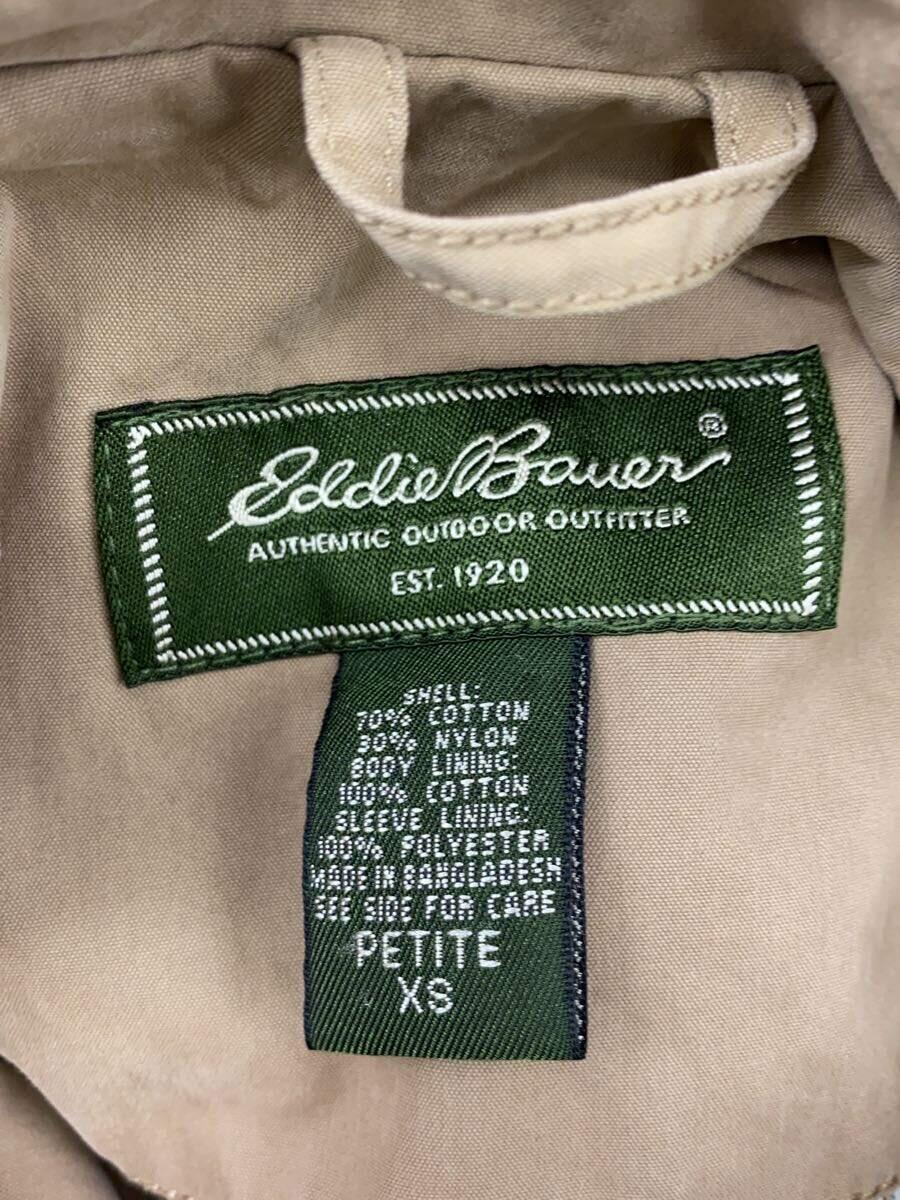 Eddie Bauer ®
AUTHENTIC OUTDOOR OUTFITTER
EST. 1920
SHELL:
70% COTTON
30% NYLON
BODY LINING:
100% COTTON
SLEEVE LINING:
100% POLYESTER
MADE IN BANGLADESH
SEE SIDE FOR CARE
PETITE
XS